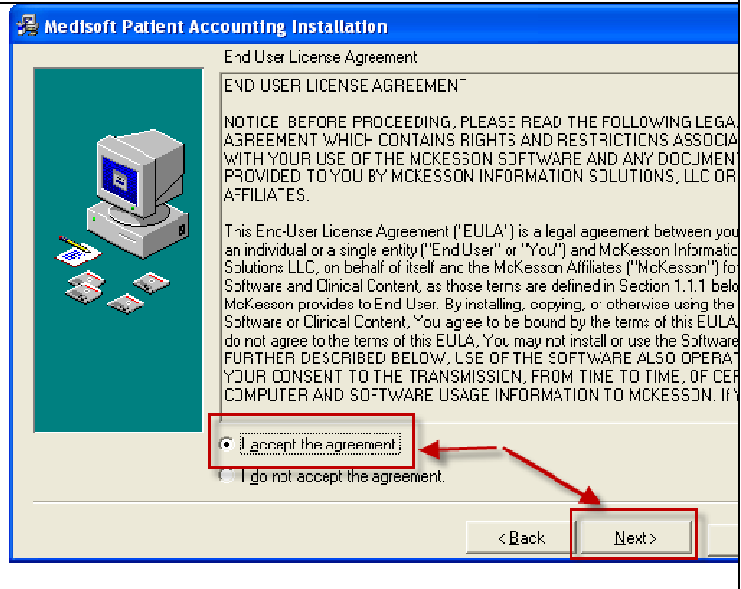 Medisoft Patient Accounting Installation
End User License Agreement
END USER LICENSE AGREEMENT
NOTICE: BEFORE PROCEEDING, PLEASE READ THE FOLLOWING LEGA
AGREEMENT WHICH CONTAINS RIGHTS AND RESTRICTIONS ASSOCIA
WITH YOUR USE OF THE MCKESSON SOFTWARE AND ANY DOCUMEN
PROVIDED TO YOU BY MCKESSON INFORMATION SOLUTIONS, LLC OR
AFFILIATES.
This End-User License Agreement ("EULA") is a legal agreement between you
an individual or a single entity ("End User" or "You") and McKesson Informatic
Solutions LLC, on behalf of itself and the McKesson Affiliates ("McKesson") fo
Software and Clinical Content, as those terms are defined in Section 1.1.1 belo
McKesson provides to End User. By installing, copying, or otherwise using the
Software or Clinical Content, You agree to be bound by the terms of this EULA.
do not agree to the terms of this EULA, You may not install or use the Software
FURTHER DESCRIBED BELOW, USE OF THE SOFTWARE ALSO OPERAT
YOUR CONSENT TO THE TRANSMISSION, FROM TIME TO TIME, OF CER
COMPUTER AND SOFTWARE USAGE INFORMATION TO MCKESSON. If Y
I accept the agreement.
I do not accept the agreement.
< Back
Next >